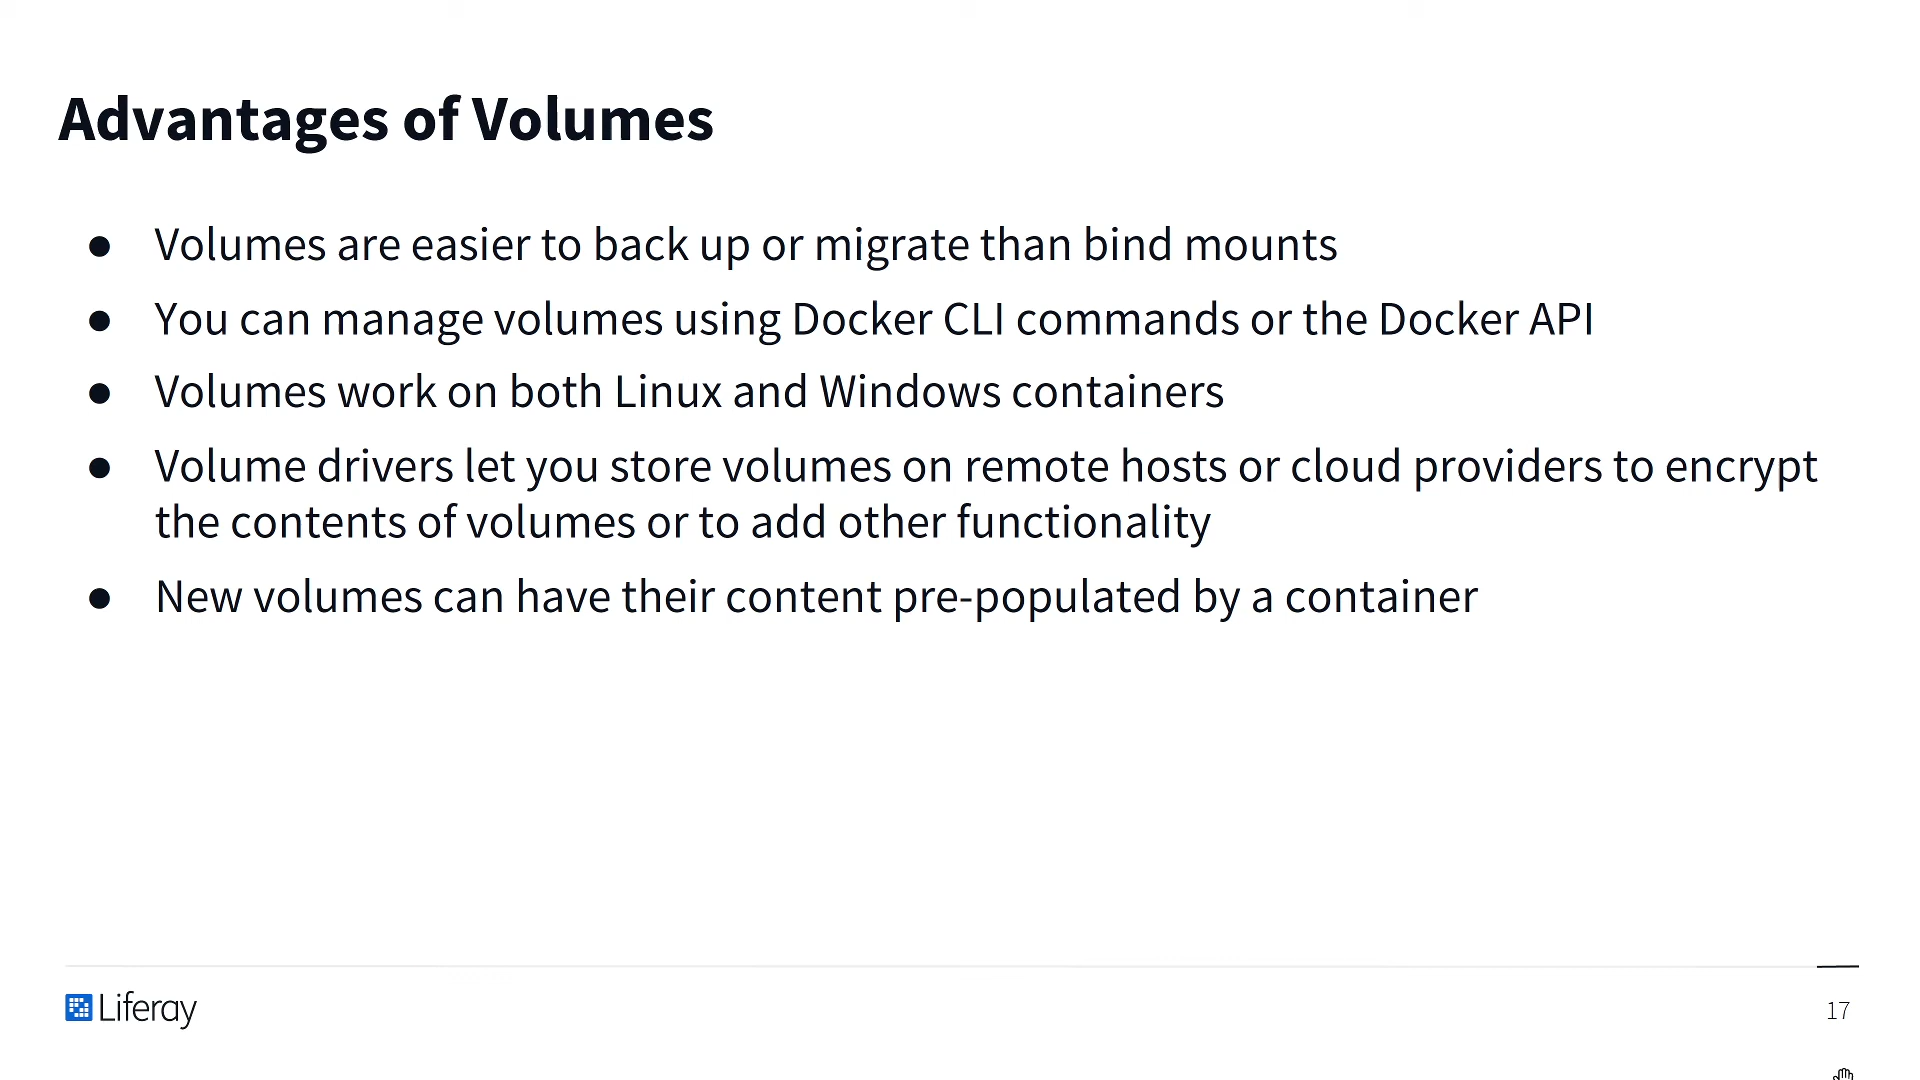 Advantages of Volumes
● Volumes are easier to back up or migrate than bind mounts
● You can manage volumes using Docker CLI commands or the Docker API
● Volumes work on both Linux and Windows containers
● Volume drivers let you store volumes on remote hosts or cloud providers to encrypt
the contents of volumes or to add other functionality
● New volumes can have their content pre-populated by a container
Liferay
17